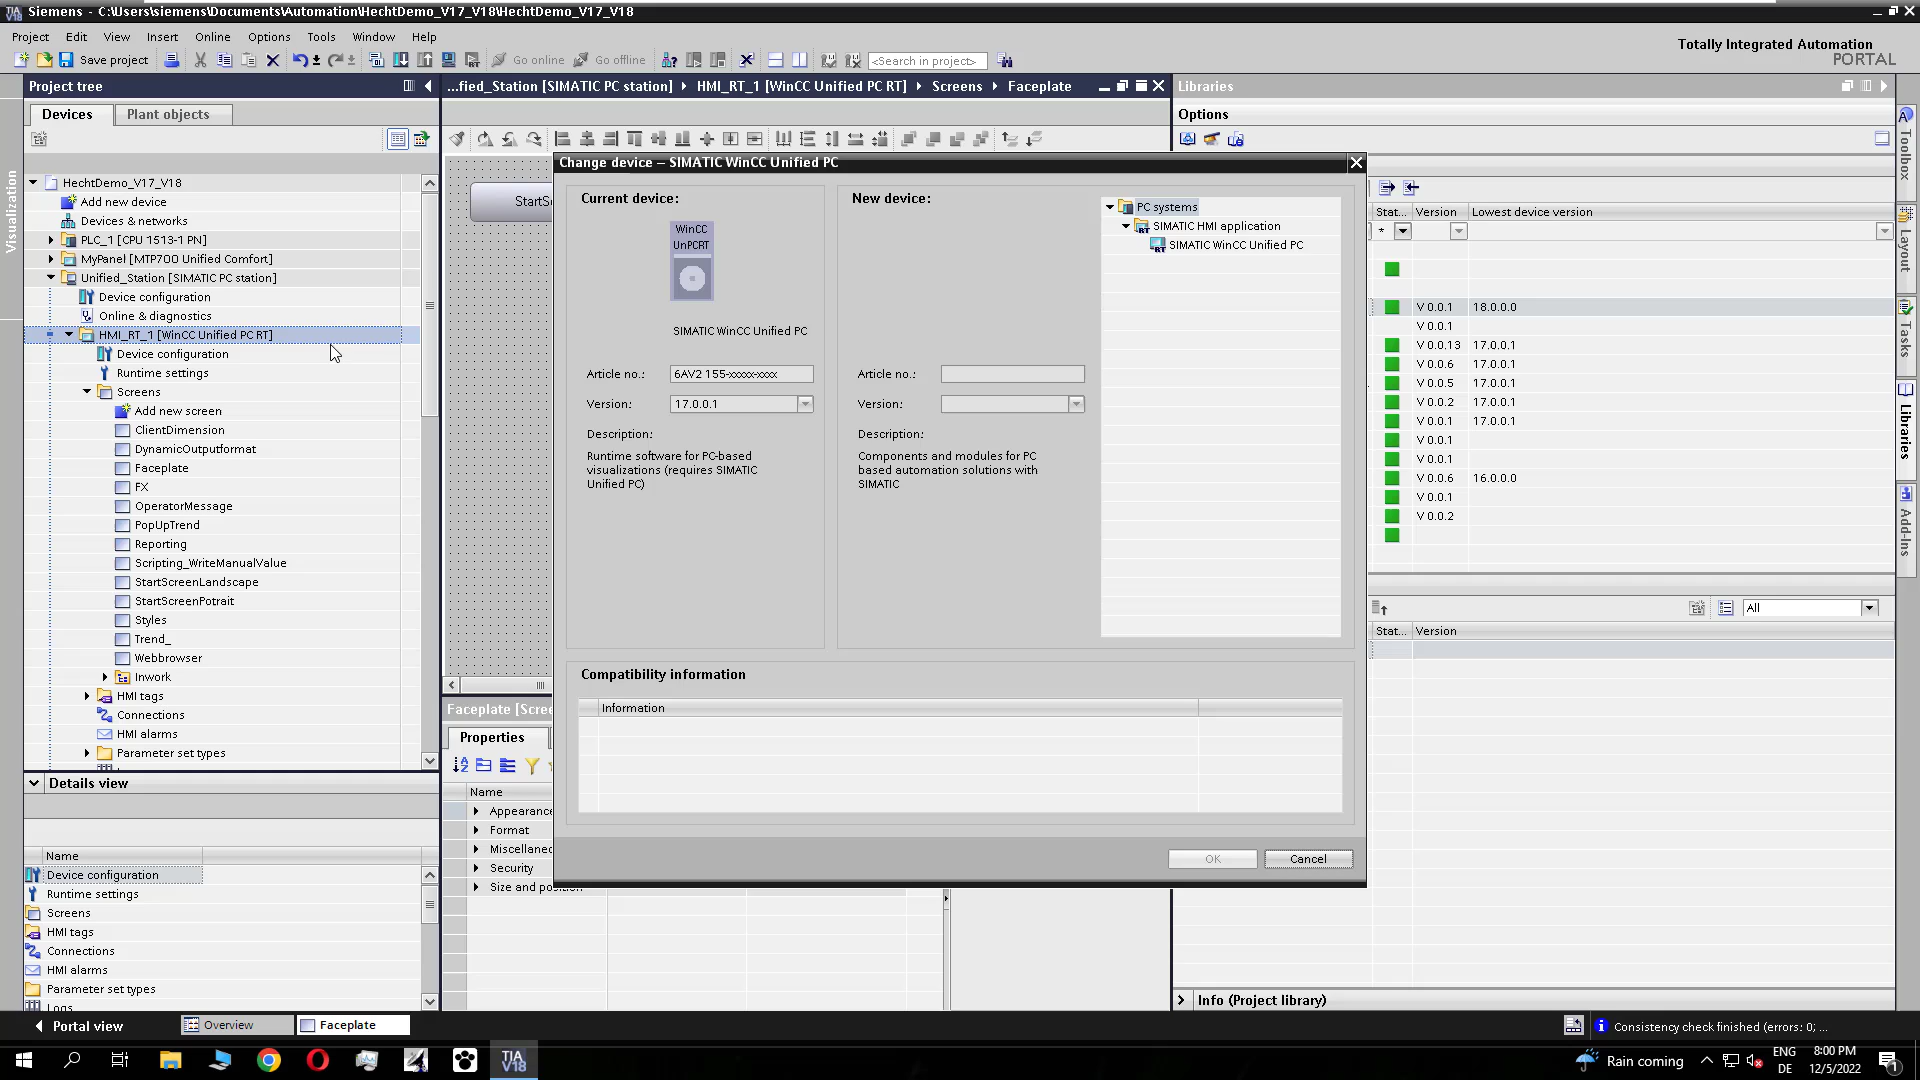 Siemens - C:\Users\siemens\Documents\Automation\HechtDemo_V17_V18\HechtDemo_V17_V18
Project Edit View Insert Online Options Tools Window Help
Save project
Go online
Go offline
<Search in project>
Totally Integrated Automation
PORTAL
Project tree
Devices
Plant objects
Visualization
HechtDemo_V17_V18
Add new device
Devices & networks
PLC_1 [CPU 1513-1 PN]
MyPanel [MTP700 Unified Comfort]
Unified_Station [SIMATIC PC station]
Device configuration
Online & diagnostics
HMI_RT_1 [WinCC Unified PC RT]
Device configuration
Runtime settings
Screens
Add new screen
ClientDimension
DynamicOutputformat
Faceplate
FX
OperatorMessage
PopUpTrend
Reporting
Scripting_WriteManualValue
StartScreenLandscape
StartScreenPotrait
Styles
Trend_
Webbrowser
Inwork
HMI tags
Connections
HMI alarms
Parameter set types
Details view
Name
Device configuration
Runtime settings
Screens
HMI tags
Connections
HMI alarms
Parameter set types
Logs
...fied_Station [SIMATIC PC station] HMI_RT_1 [WinCC Unified PC RT] Screens Faceplate
StartSc
Change device – SIMATIC WinCC Unified PC
Current device:
WinCC
UnPCRT
SIMATIC WinCC Unified PC
Article no.: 6AV2 155-xxxxx-xxxx
Version: 17.0.0.1
Description:
Runtime software for PC-based
visualizations (requires SIMATIC
Unified PC)
New device:
Article no.:
Version:
Description:
Components and modules for PC
based automation solutions with
SIMATIC
PC systems
SIMATIC HMI application
SIMATIC WinCC Unified PC
Compatibility information
Information
OK
Cancel
Faceplate [Scree
Properties
Name
Appearance
Format
Miscellaneo
Security
Size and position
Libraries
Options
Stat... Version Lowest device version
*
V 0.0.1 18.0.0.0
V 0.0.1
V 0.0.13 17.0.0.1
V 0.0.6 17.0.0.1
V 0.0.5 17.0.0.1
V 0.0.2 17.0.0.1
V 0.0.1 17.0.0.1
V 0.0.1
V 0.0.1
V 0.0.6 16.0.0.0
V 0.0.1
V 0.0.2
All
Stat... Version
Info (Project library)
Toolbox
Layout
Tasks
Libraries
Add-Ins
Portal view
Overview
Faceplate
Consistency check finished (errors: 0; ...
TIA
V18
Rain coming
ENG
DE
8:00 PM
12/5/2022
1